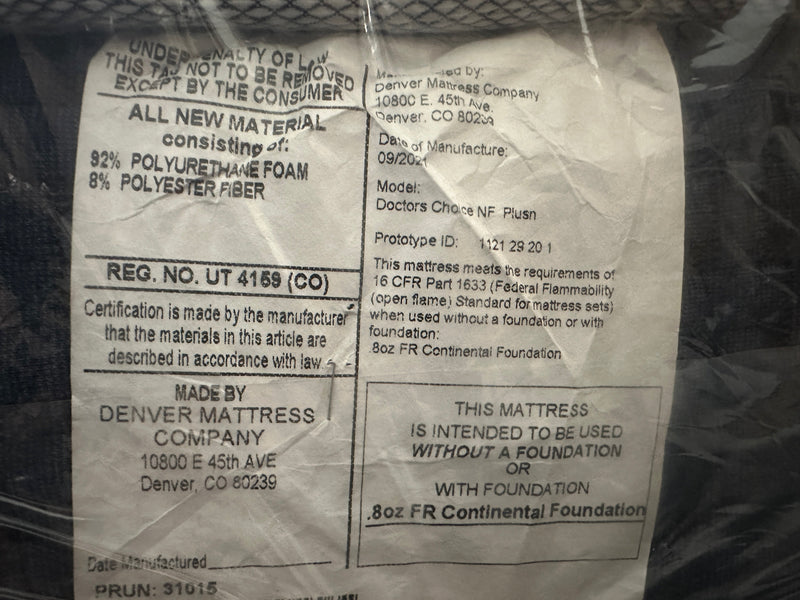 UNDER PENALTY OF LAW
THIS TAG NOT TO BE REMOVED
EXCEPT BY THE CONSUMER
ALL NEW MATERIAL
consisting of:
92% POLYURETHANE FOAM
8% POLYESTER FIBER
REG. NO. UT 4159 (CO)
Certification is made by the manufacturer
that the materials in this article are
described in accordance with law
MADE BY
DENVER MATTRESS
COMPANY
10800 E 45th AVE
Denver, CO 80239
Date Manufactured
PRUN: 31015
by:
Denver Mattress Company
10800 E. 45th Ave.
Denver, CO 80239
Date of Manufacture:
09/2021
Model:
Doctors Choice NF Plusn
Prototype ID: 1121 29 20 1
This mattress meets the requirements of
16 CFR Part 1633 (Federal Flammability
(open flame) Standard for mattress sets)
when used without a foundation or with
foundation:
.8oz FR Continental Foundation
THIS MATTRESS
IS INTENDED TO BE USED
WITHOUT A FOUNDATION
OR
WITH FOUNDATION
.8oz FR Continental Foundation